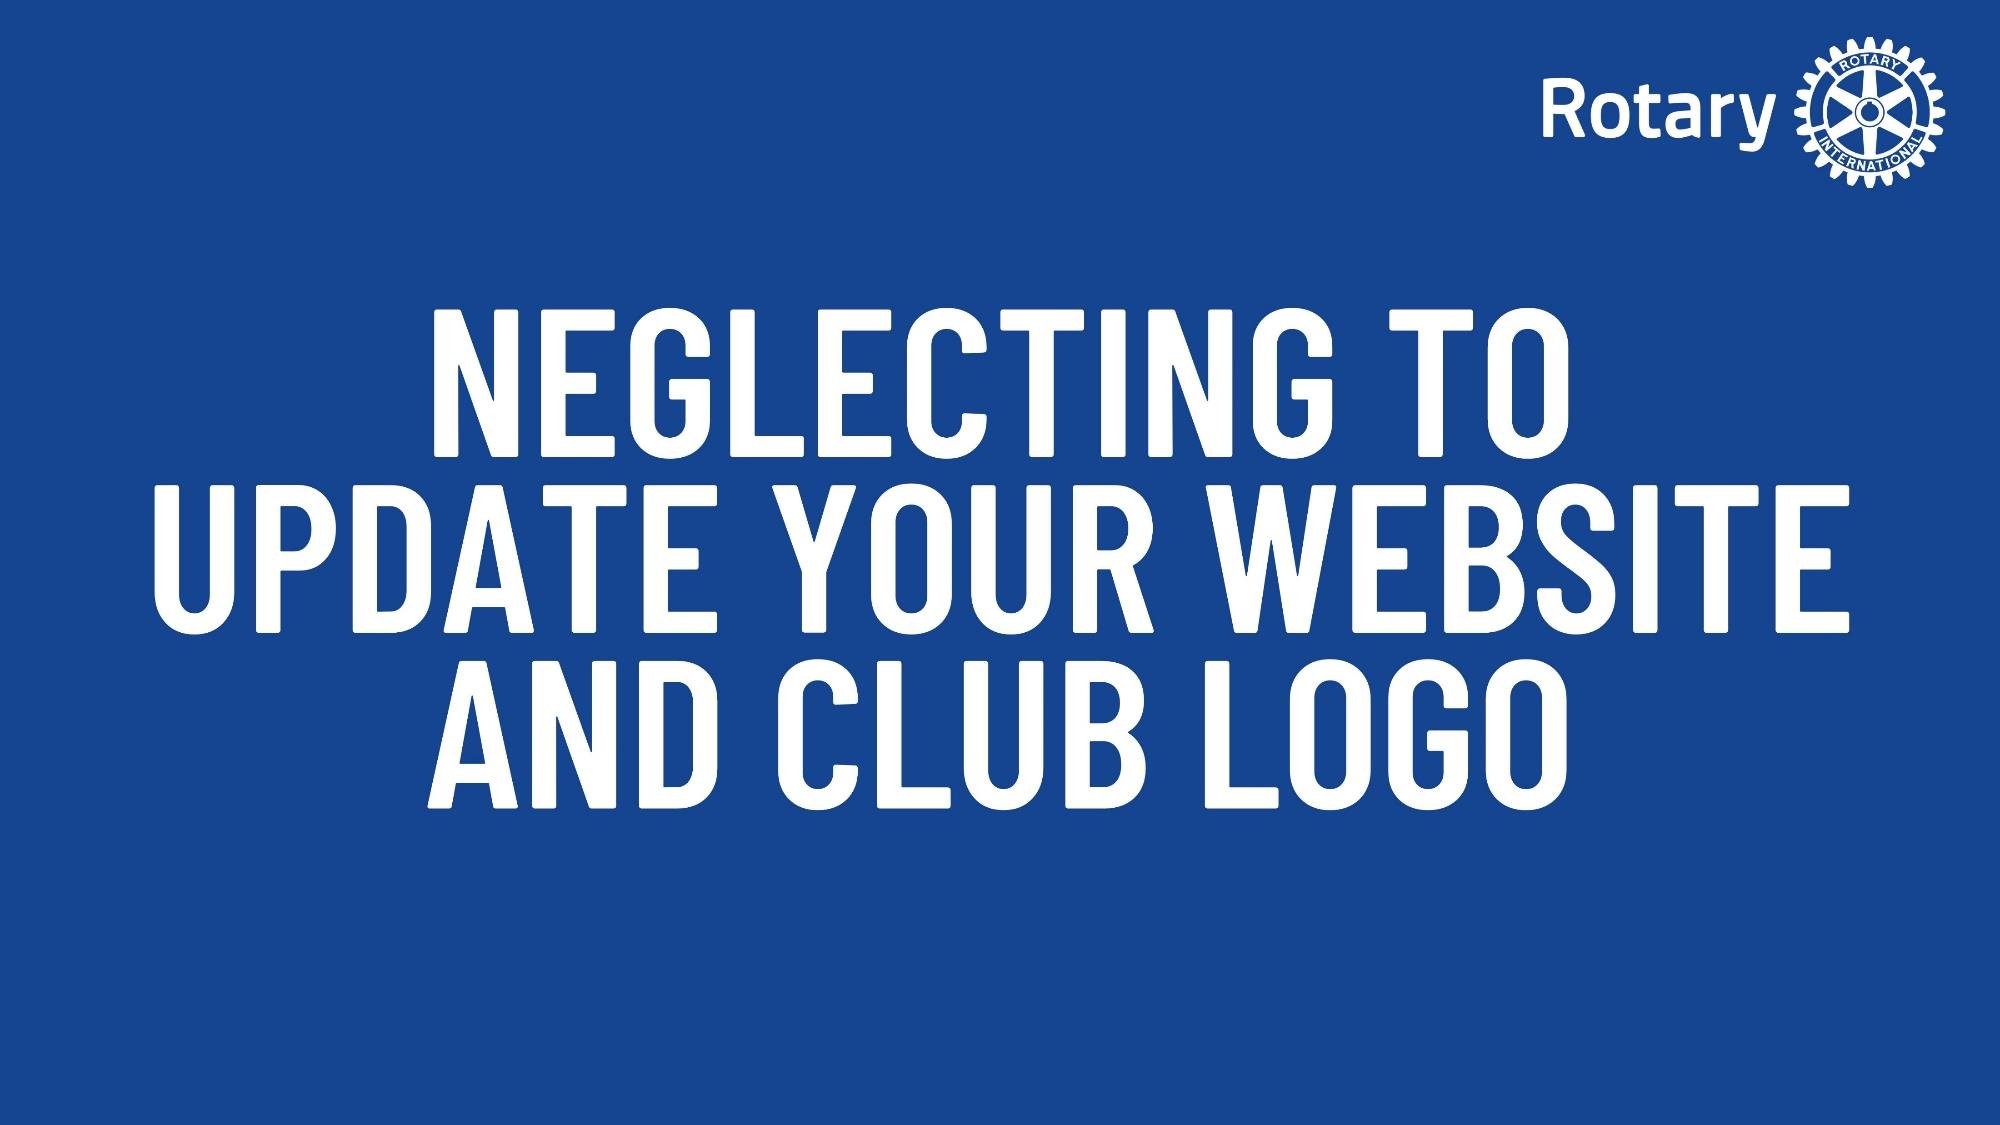 Rotary
ROTARY
INTERNATIONAL
NEGLECTING TO
UPDATE YOUR WEBSITE
AND CLUB LOGO